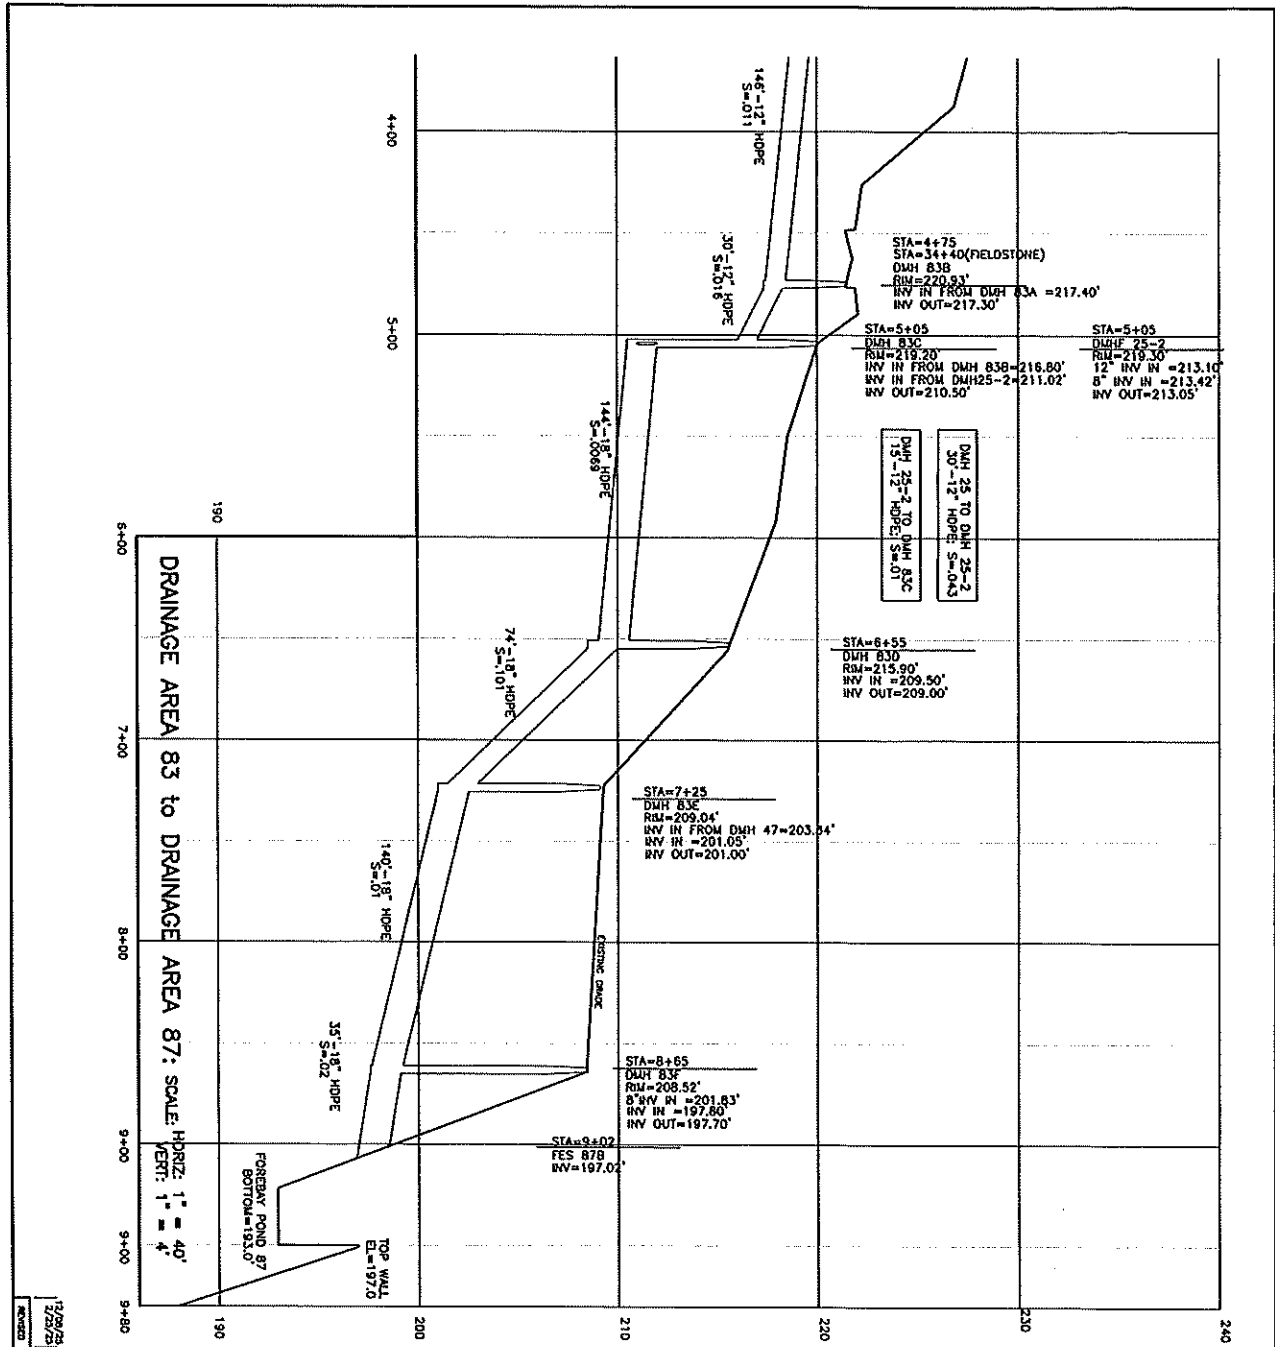 146'-12" HDPE
S=.011
4+00
STA=4+75
STA=34+40(FIELDSTONE)
DMH 83B
RIM=220.93'
INV IN FROM DMH 83A =217.40'
INV OUT=217.30'
30'-12" HDPE
S=.016
5+00
STA=5+05
DMH 83C
RIM=219.20'
INV IN FROM DMH 83B=216.80'
INV IN FROM DMH25-2=211.02'
INV OUT=210.50'
STA=5+05
DMHF 25-2
RIM=219.30'
12" INV IN =213.10'
8" INV IN =213.42'
INV OUT=213.05'
144'-18" HDPE
S=.0069
DMH 25 TO DMH 25-2
30'-12" HDPE: S=.043
DMH 25-2 TO DMH 83C
15'-12" HDPE: S=.01
190
6+00
STA=6+55
DMH 83D
RIM=215.90'
INV IN =209.50'
INV OUT=209.00'
74'-18" HDPE
S=.101
7+00
STA=7+25
DMH 83E
RIM=209.04'
INV IN FROM DMH 47=203.84'
INV IN =201.05'
INV OUT=201.00'
140'-18" HDPE
S=.01
8+00
EXISTING GRADE
STA=8+65
DMH 83F
RIM=208.52'
8"INV IN =201.83'
INV IN =197.80'
INV OUT=197.70'
35'-18" HDPE
S=.02
9+00
STA=9+02
FES 87B
INV=197.02'
FOREBAY POND 87
BOTTOM=193.0'
TOP WALL
EL=197.0
9+00
9+80
190
200
210
220
230
240
DRAINAGE AREA 83 to DRAINAGE AREA 87: SCALE: HORIZ: 1" = 40'
VERT: 1" = 4'
REVISED